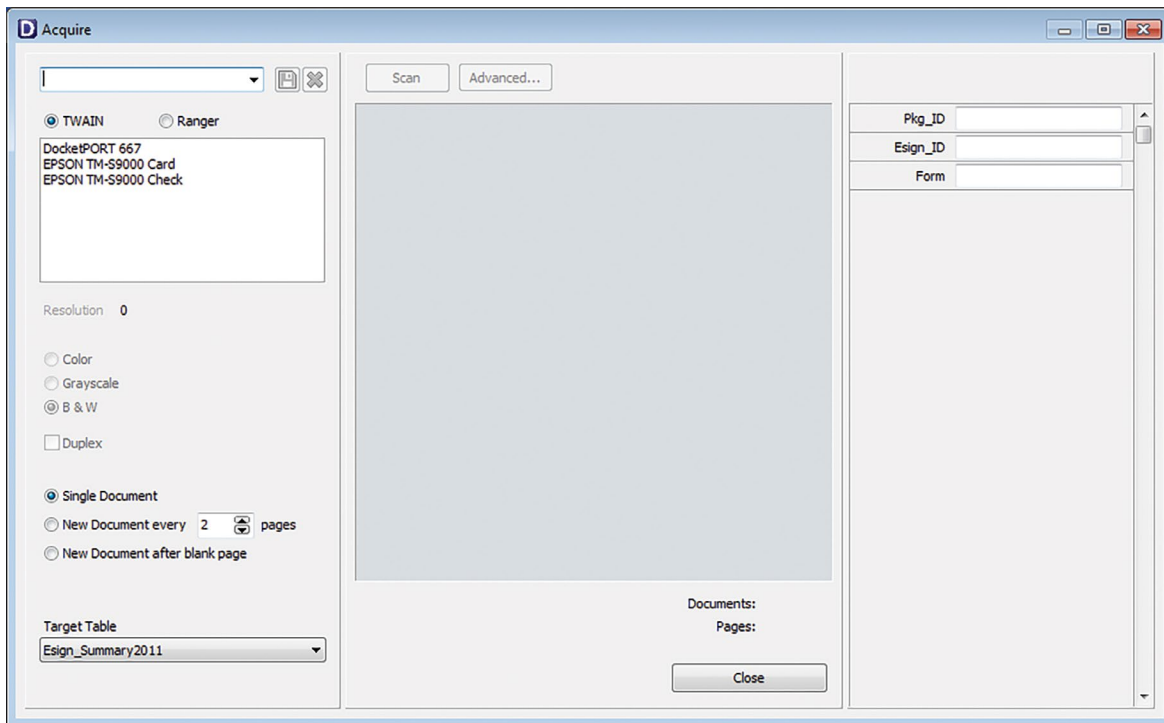 D Acquire
Scan Advanced...
TWAIN Ranger
DocketPORT 667
EPSON TM-S9000 Card
EPSON TM-S9000 Check
Resolution 0
Color
Grayscale
B & W
Duplex
Single Document
New Document every 2 pages
New Document after blank page
Target Table
Esign_Summary2011
Documents:
Pages:
Close
Pkg_ID
Esign_ID
Form